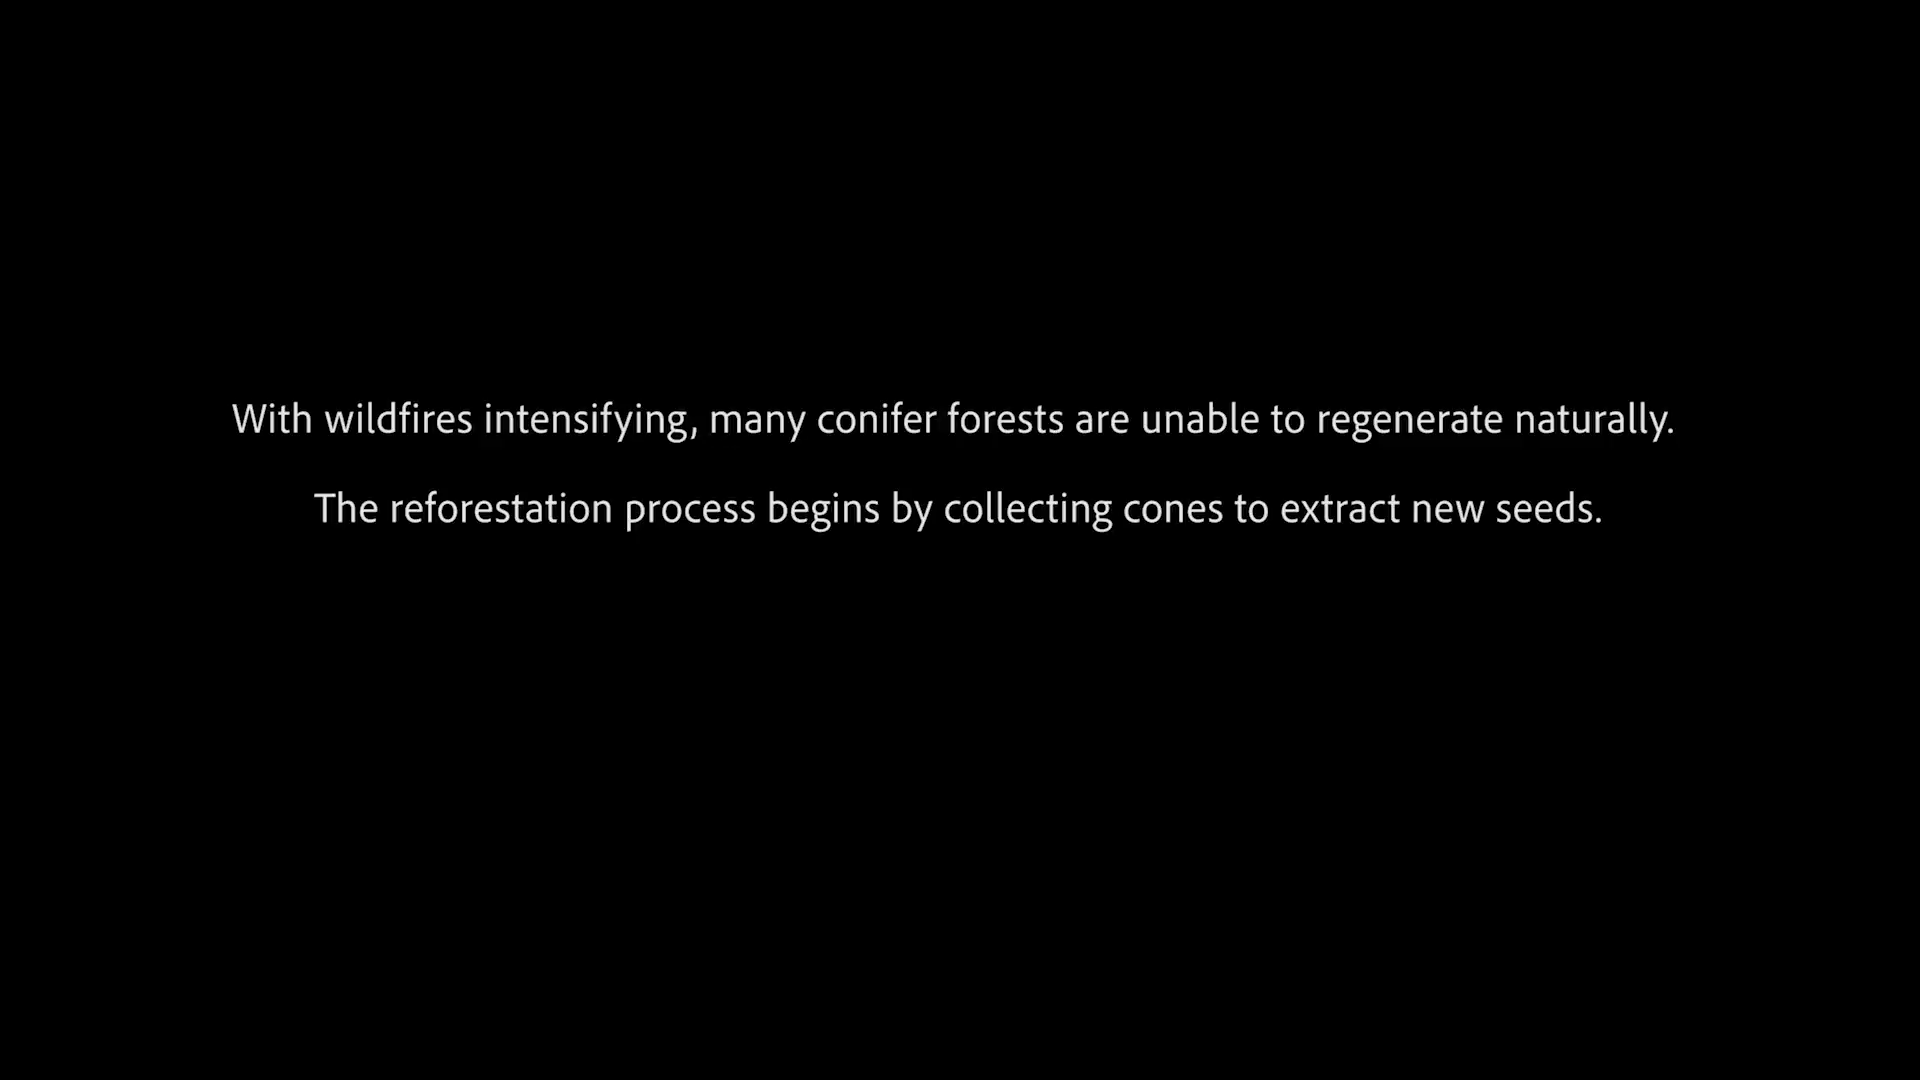 With wildfires intensifying, many conifer forests are unable to regenerate naturally.
The reforestation process begins by collecting cones to extract new seeds.